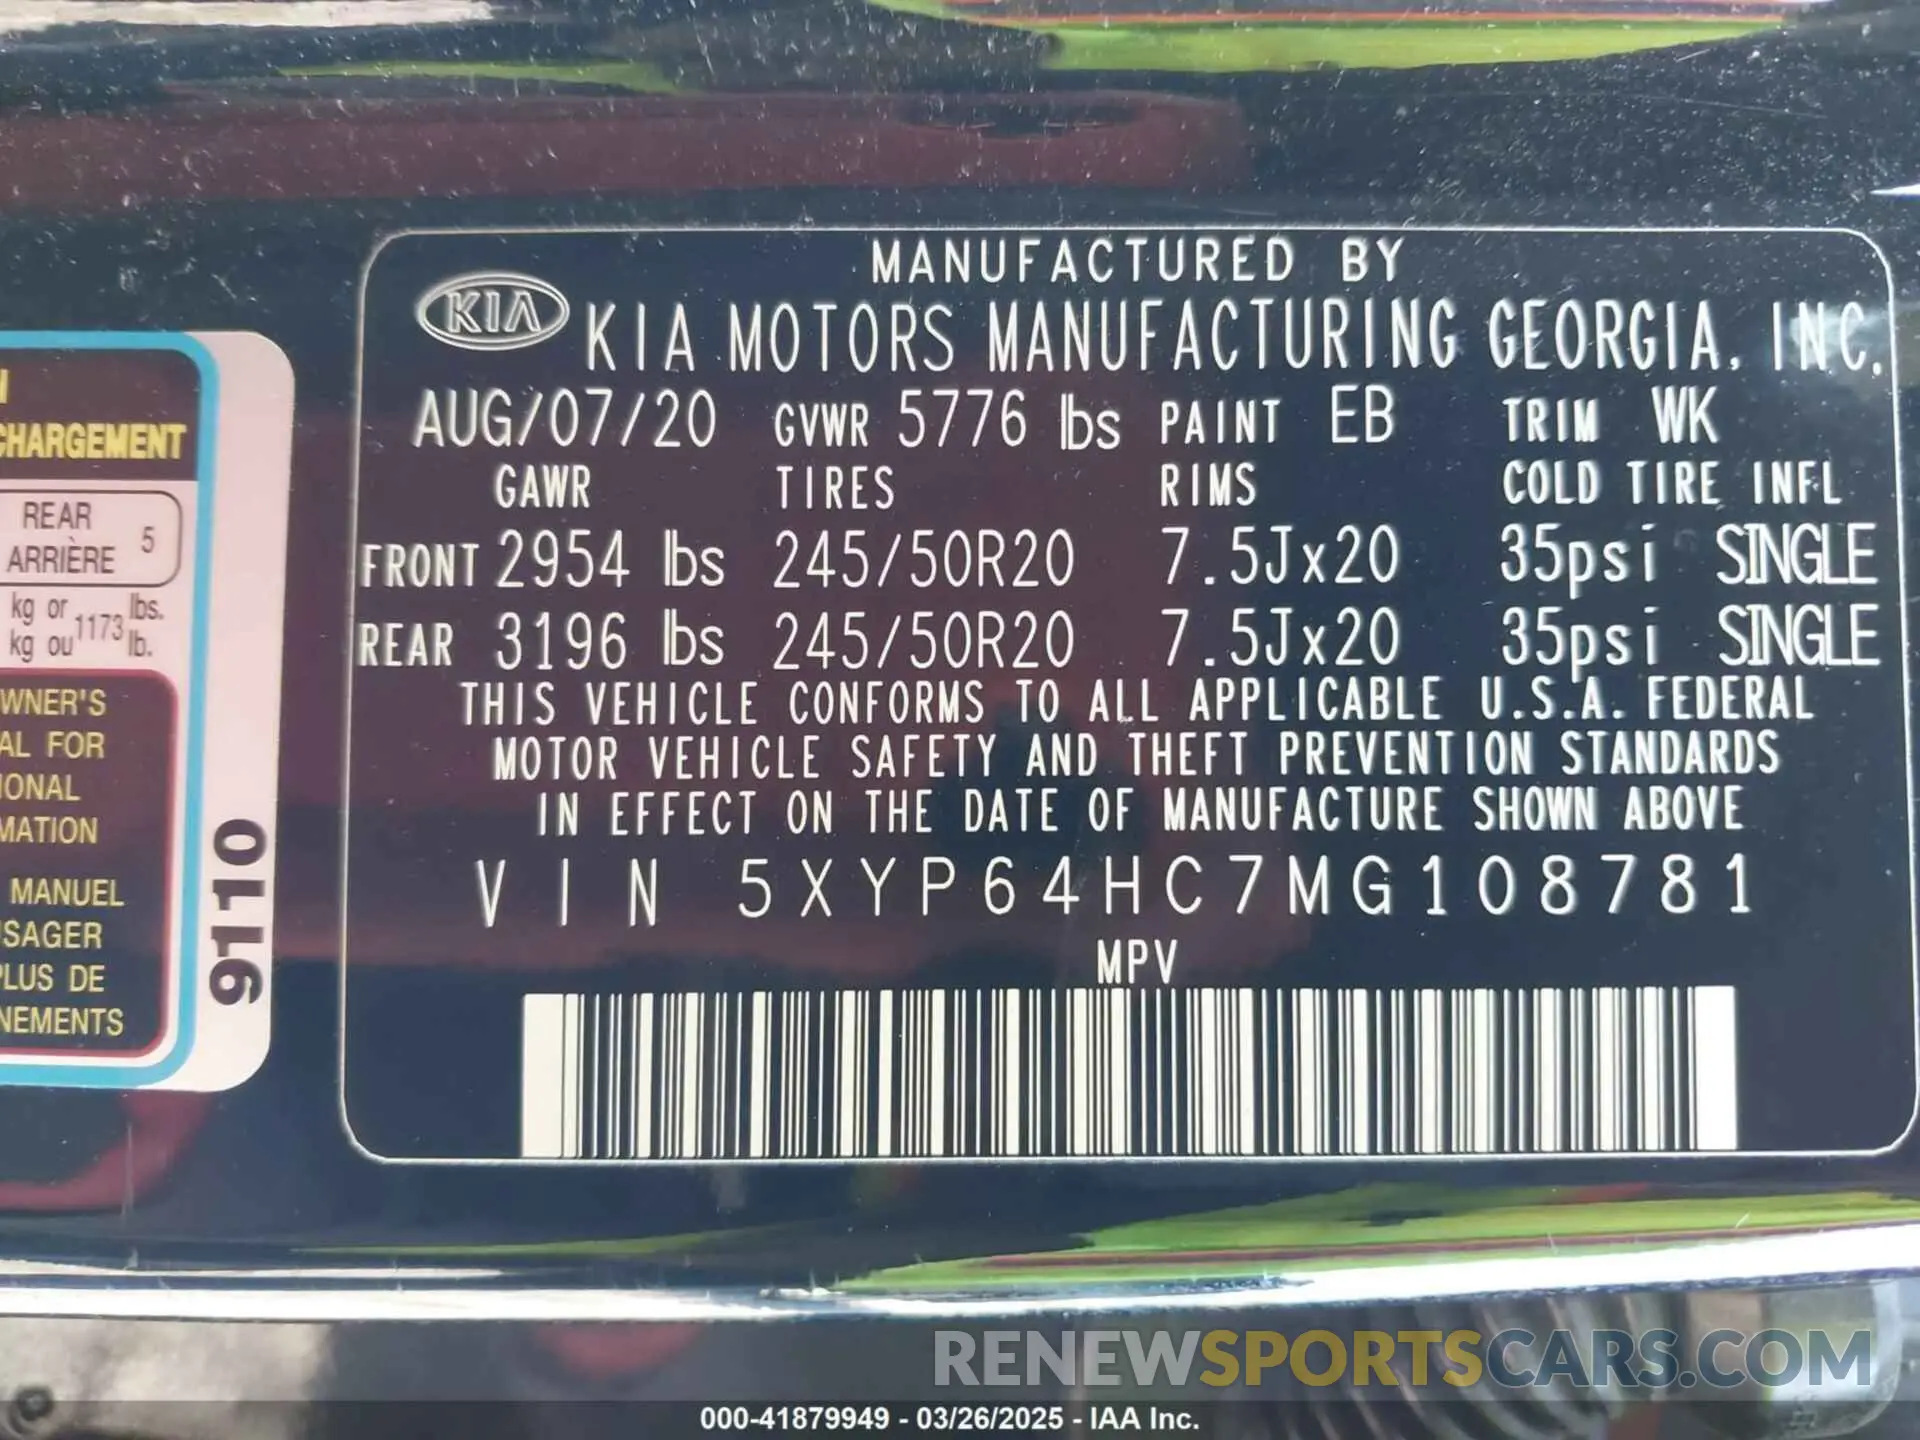 MANUFACTURED BY
KIA KIA MOTORS MANUFACTURING GEORGIA, INC.
AUG/07/20 GVWR 5776 lbs PAINT EB TRIM WK
GAWR TIRES RIMS COLD TIRE INFL
FRONT 2954 lbs 245/50R20 7.5Jx20 35psi SINGLE
REAR 3196 lbs 245/50R20 7.5Jx20 35psi SINGLE
THIS VEHICLE CONFORMS TO ALL APPLICABLE U.S.A. FEDERAL
MOTOR VEHICLE SAFETY AND THEFT PREVENTION STANDARDS
IN EFFECT ON THE DATE OF MANUFACTURE SHOWN ABOVE
VIN 5XYP64HC7MG108781
MPV
CHARGEMENT
REAR
ARRIÈRE 5
kg or 1173 lbs.
kg ou lb.
WNER'S
AL FOR
IONAL
MATION
MANUEL
SAGER
PLUS DE
NEMENTS
9110
RENEWSPORTSCARS.COM
000-41879949 - 03/26/2025 - IAA Inc.